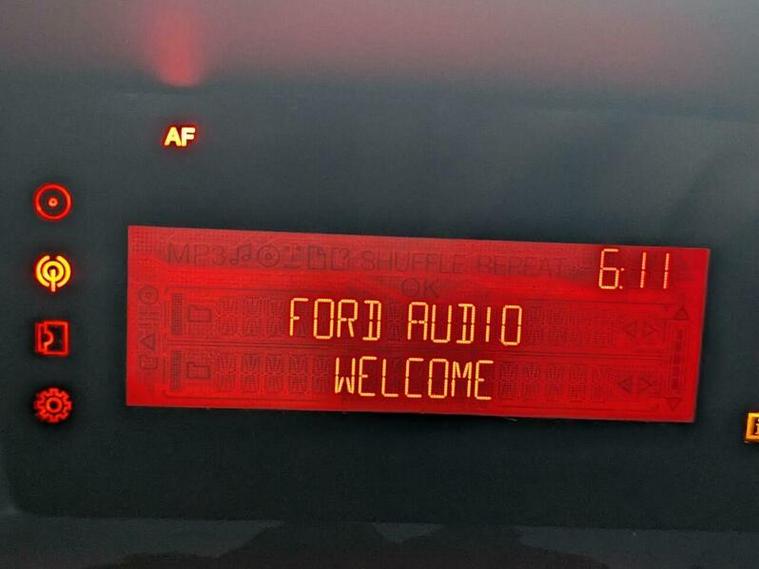 AF
MP3 SHUFFLE REPEAT 6:11
OK
FORD AUDIO
WELCOME